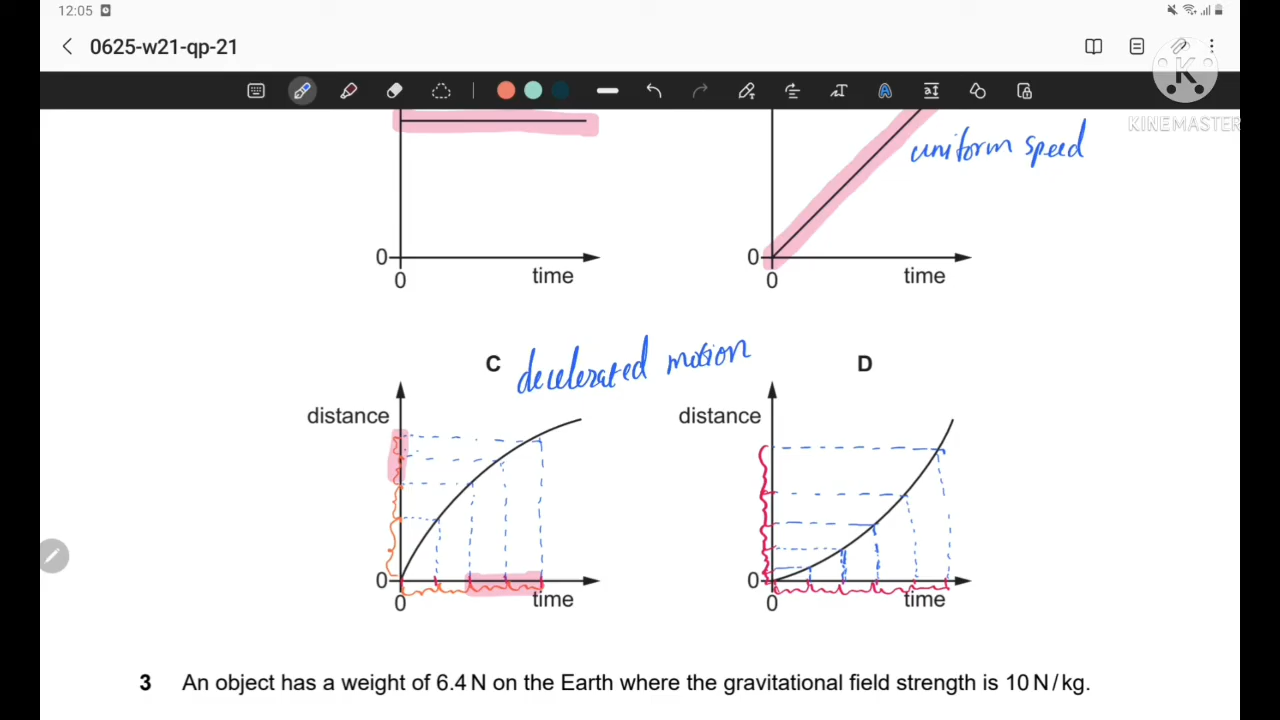 12:05
0625-w21-qp-21
KINEMASTER
uniform speed
0
0
time
0
0
time
C
decelerated motion
D
distance
distance
0
0
time
0
0
time
3 An object has a weight of 6.4 N on the Earth where the gravitational field strength is 10 N/kg.